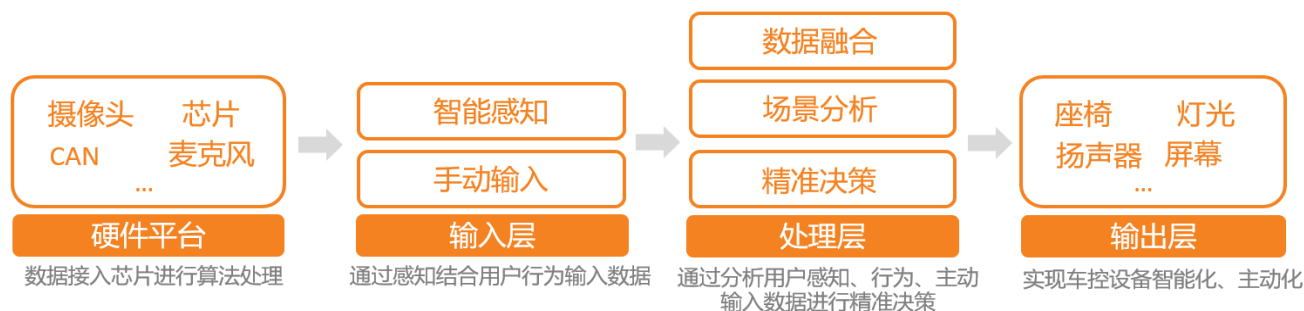 摄像头 芯片
CAN 麦克风
...
硬件平台
数据接入芯片进行算法处理
智能感知
手动输入
输入层
通过感知结合用户行为输入数据
数据融合
场景分析
精准决策
处理层
通过分析用户感知、行为、主动
输入数据进行精准决策
座椅 灯光
扬声器 屏幕
...
输出层
实现车控设备智能化、主动化